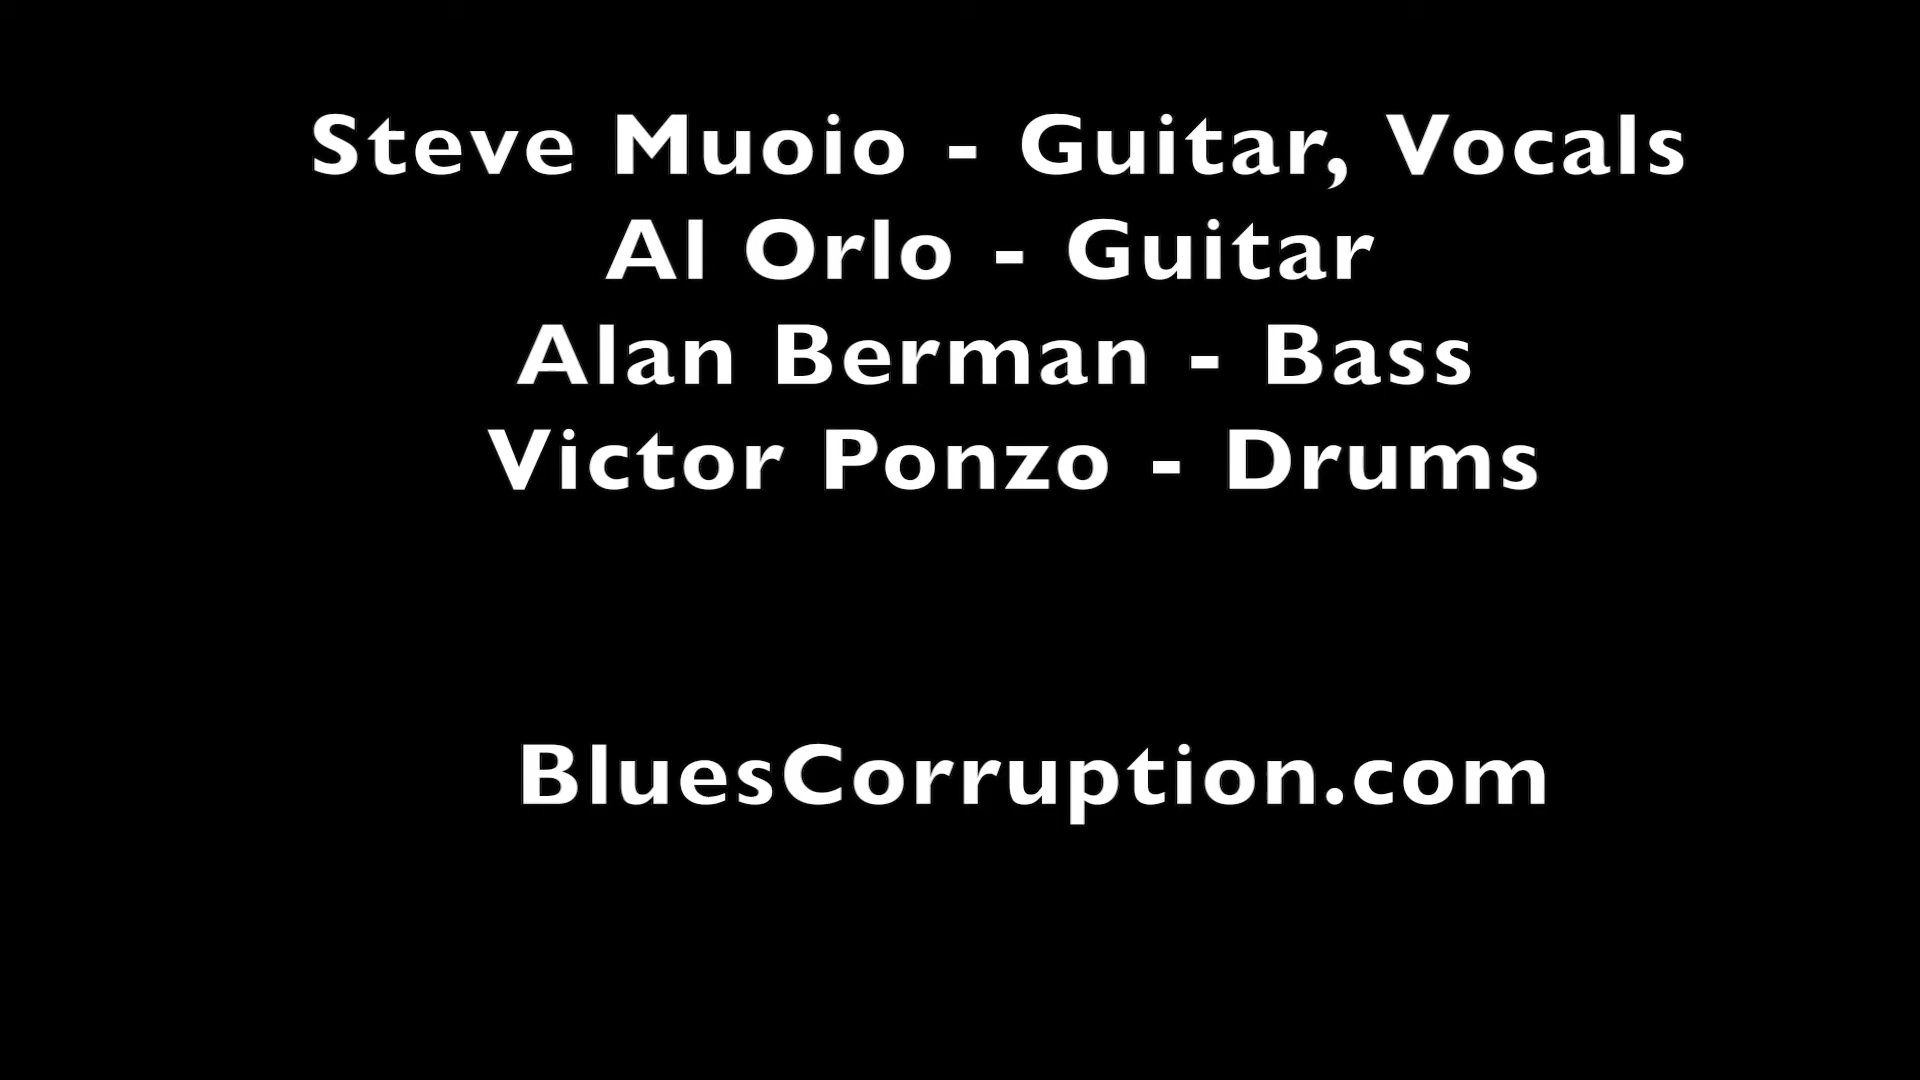 Steve Muoio - Guitar, Vocals
Al Orlo - Guitar
Alan Berman - Bass
Victor Ponzo - Drums
BluesCorruption.com